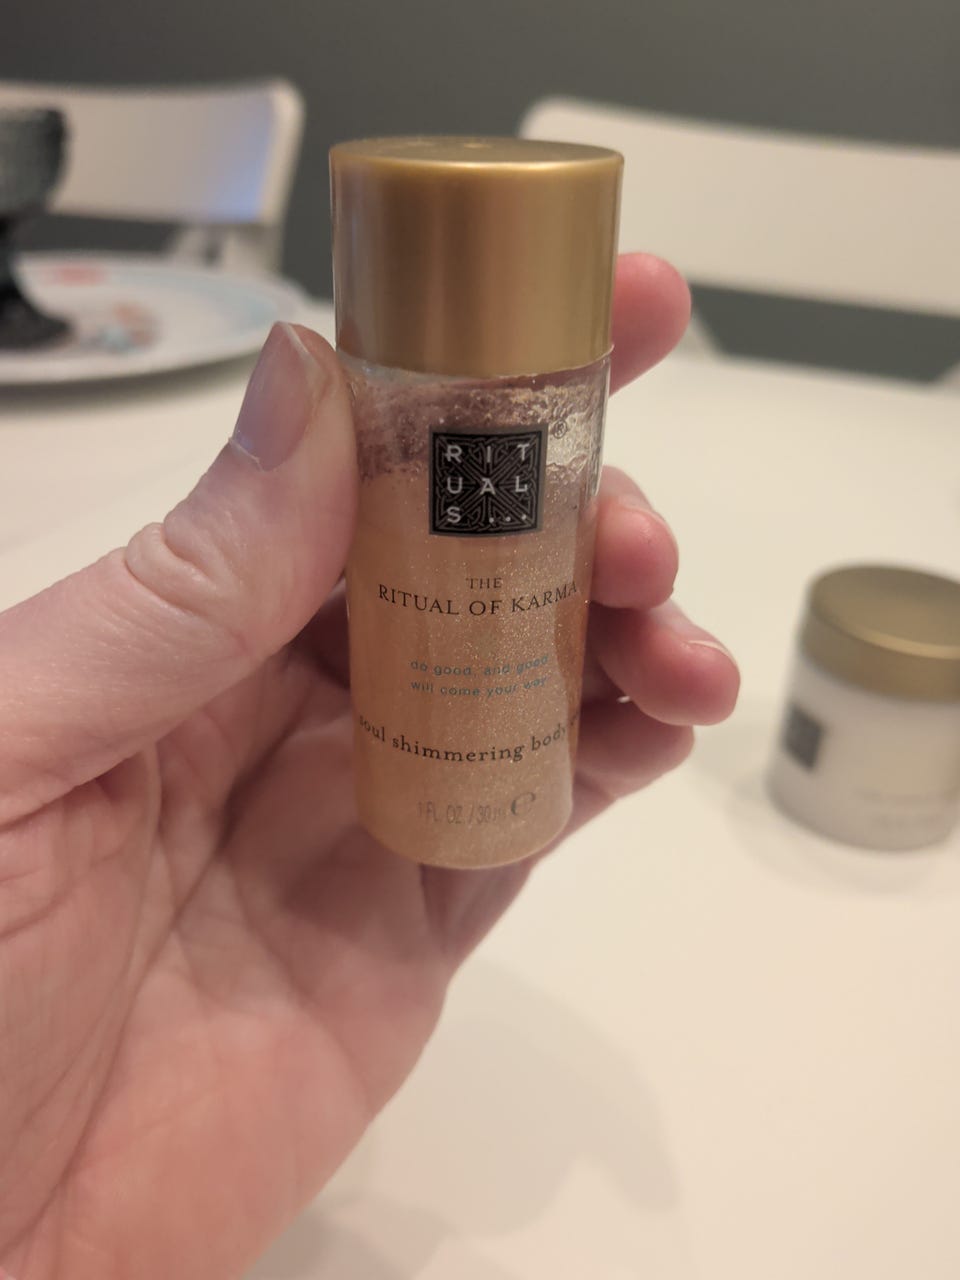 RIT
UAL
S...
®
THE
RITUAL OF KARMA
do good, and good
will come your way
soul shimmering body
1 FL. OZ. / 30 ml ℮